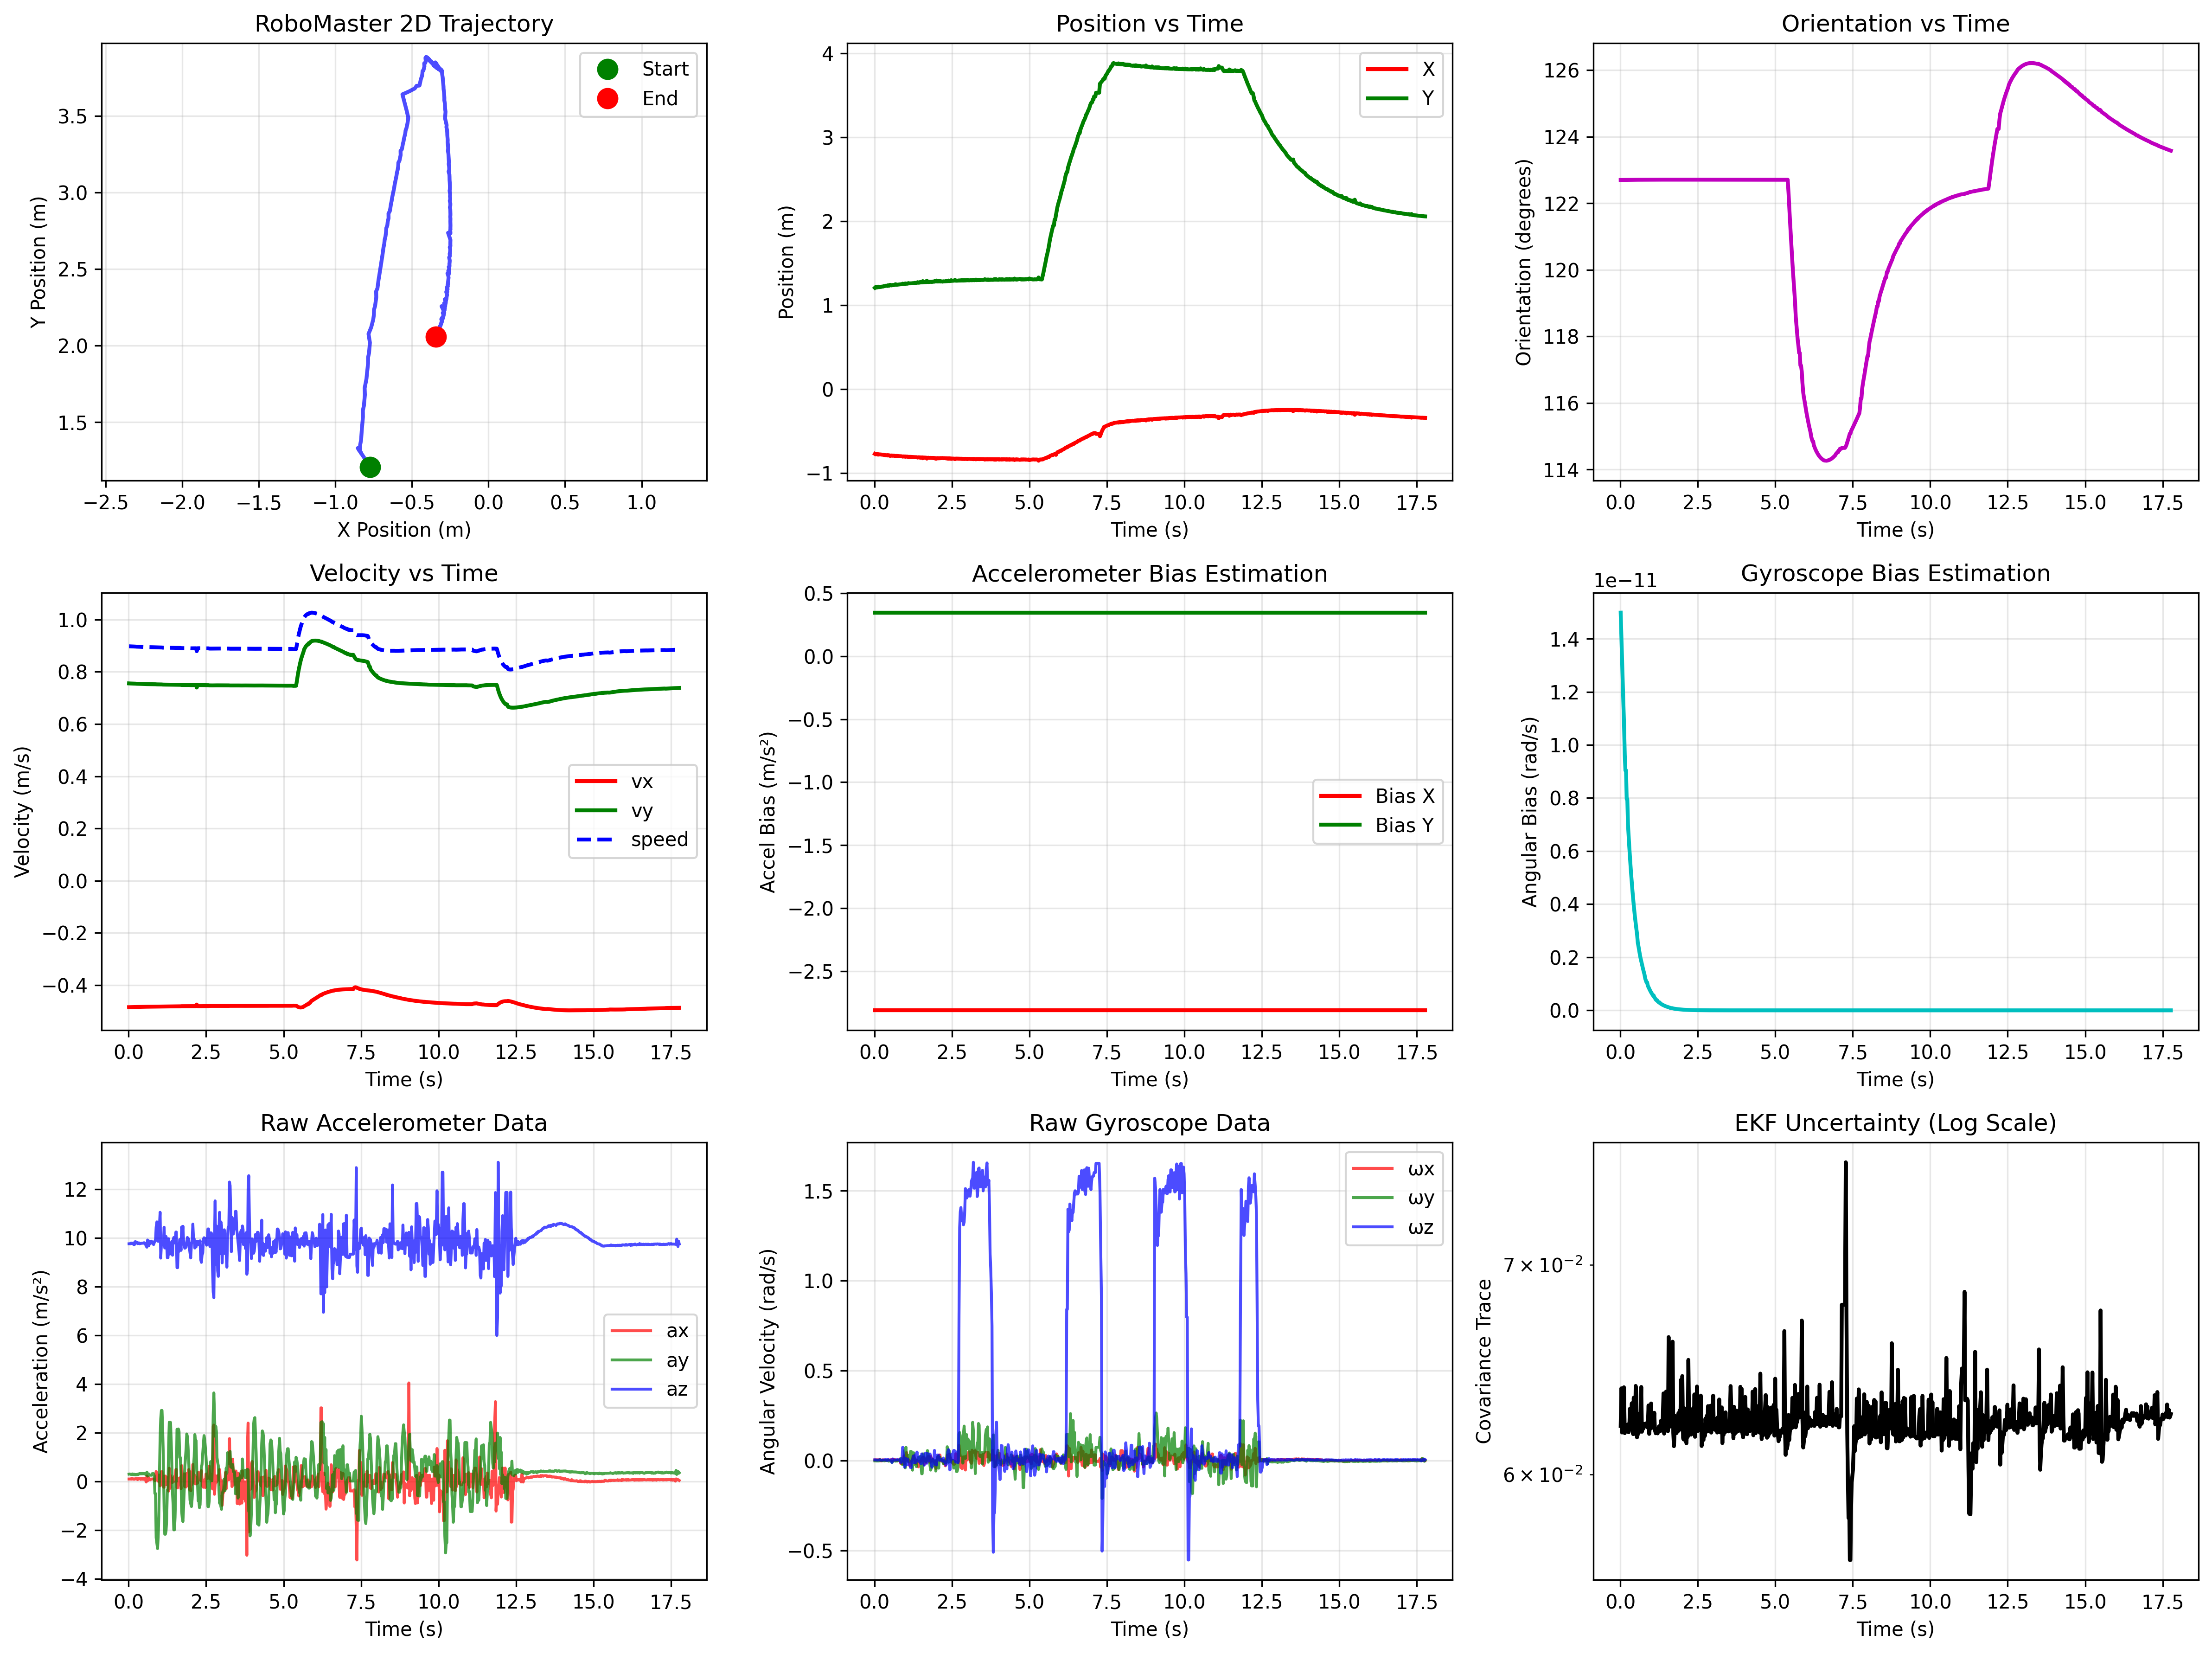 RoboMaster 2D Trajectory
Y Position (m)
3.5
3.0
2.5
2.0
1.5
Start
End
−2.5 −2.0 −1.5 −1.0 −0.5 0.0 0.5 1.0
X Position (m)
Position vs Time
Position (m)
4
3
2
1
0
−1
X
Y
0.0 2.5 5.0 7.5 10.0 12.5 15.0 17.5
Time (s)
Orientation vs Time
Orientation (degrees)
126
124
122
120
118
116
114
0.0 2.5 5.0 7.5 10.0 12.5 15.0 17.5
Time (s)
Velocity vs Time
Velocity (m/s)
1.0
0.8
0.6
0.4
0.2
0.0
−0.2
−0.4
vx
vy
speed
0.0 2.5 5.0 7.5 10.0 12.5 15.0 17.5
Time (s)
Accelerometer Bias Estimation
Accel Bias (m/s²)
0.5
0.0
−0.5
−1.0
−1.5
−2.0
−2.5
Bias X
Bias Y
0.0 2.5 5.0 7.5 10.0 12.5 15.0 17.5
Time (s)
1e−11
Gyroscope Bias Estimation
Angular Bias (rad/s)
1.4
1.2
1.0
0.8
0.6
0.4
0.2
0.0
0.0 2.5 5.0 7.5 10.0 12.5 15.0 17.5
Time (s)
Raw Accelerometer Data
Acceleration (m/s²)
12
10
8
6
4
2
0
−2
−4
ax
ay
az
0.0 2.5 5.0 7.5 10.0 12.5 15.0 17.5
Time (s)
Raw Gyroscope Data
Angular Velocity (rad/s)
1.5
1.0
0.5
0.0
−0.5
ωx
ωy
ωz
0.0 2.5 5.0 7.5 10.0 12.5 15.0 17.5
Time (s)
EKF Uncertainty (Log Scale)
Covariance Trace
7 × 10⁻²
6 × 10⁻²
0.0 2.5 5.0 7.5 10.0 12.5 15.0 17.5
Time (s)